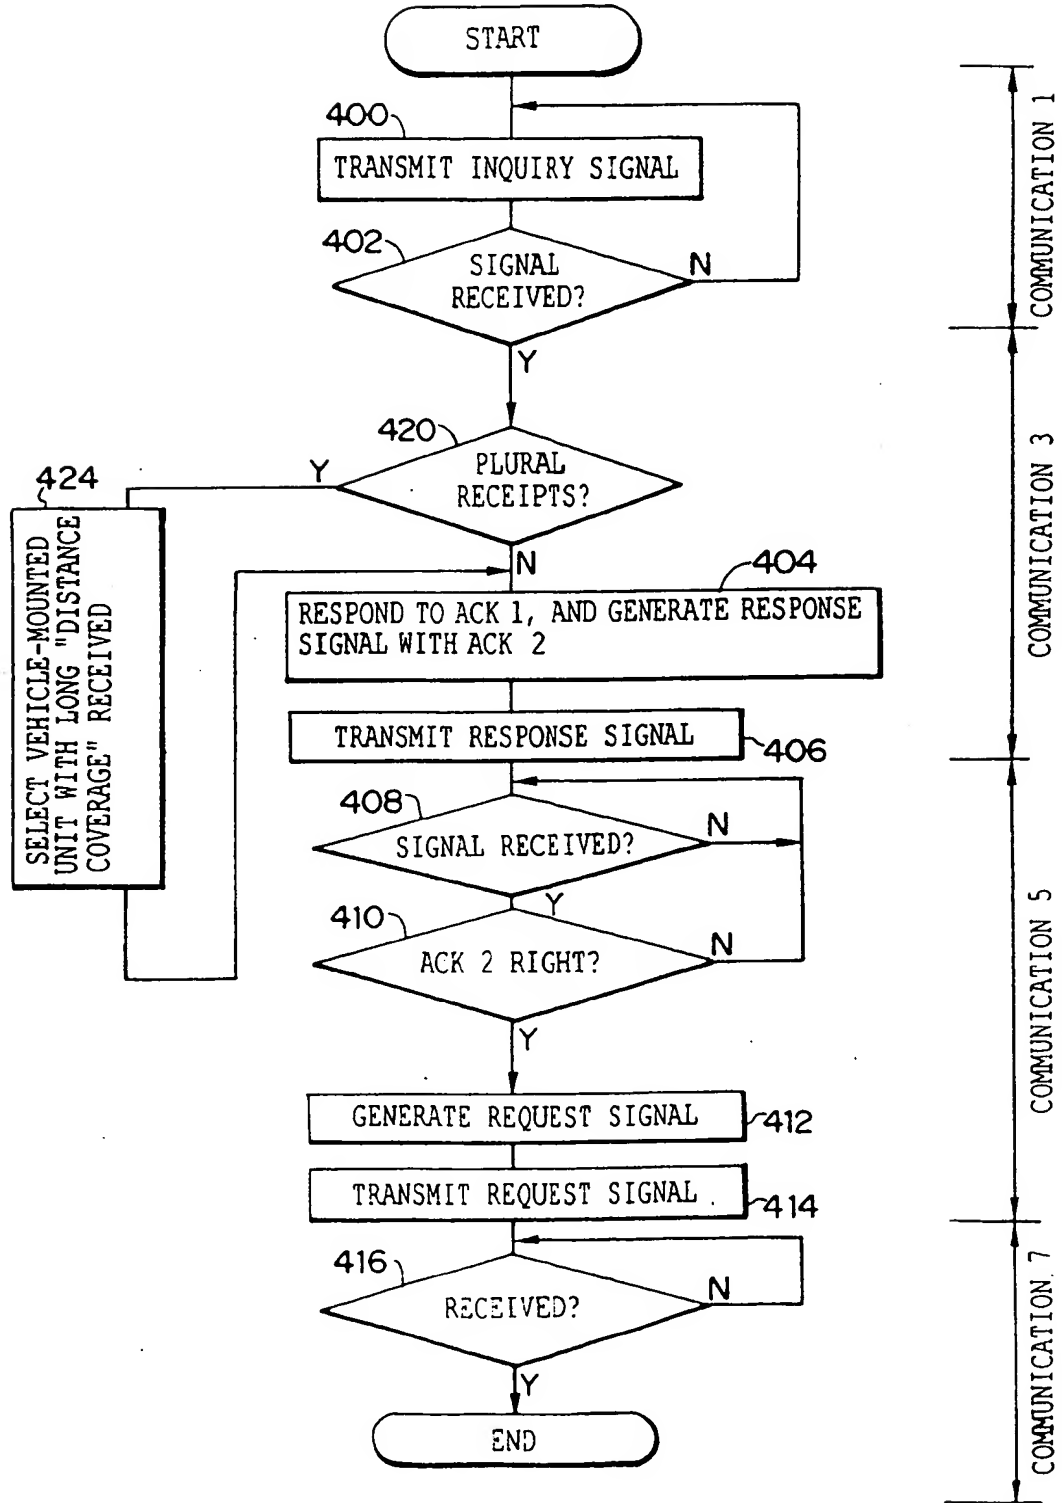 START
400
TRANSMIT INQUIRY SIGNAL
402
SIGNAL
RECEIVED?
N
Y
COMMUNICATION 1
420
PLURAL
RECEIPTS?
Y
N
424
SELECT VEHICLE-MOUNTED
UNIT WITH LONG "DISTANCE
COVERAGE" RECEIVED
404
RESPOND TO ACK 1, AND GENERATE RESPONSE
SIGNAL WITH ACK 2
TRANSMIT RESPONSE SIGNAL
406
COMMUNICATION 3
408
SIGNAL RECEIVED?
N
Y
410
ACK 2 RIGHT?
N
Y
GENERATE REQUEST SIGNAL
412
TRANSMIT REQUEST SIGNAL
414
COMMUNICATION 5
416
RECEIVED?
N
Y
END
COMMUNICATION 7